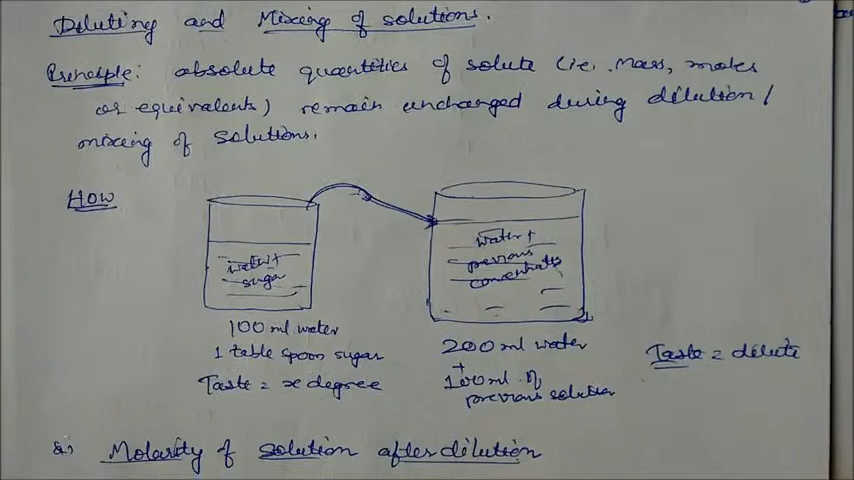 Diluting and Mixing of solutions.
Principle: absolute quantities of solute (i.e. Mass, moles
or equivalents) remain unchanged during dilution/
mixing of solutions.
How
water +
sugar
water +
previous
concentrates
100 ml water
1 table spoon sugar
Taste = x degree
200 ml water
+
100 ml of
previous solution
Taste = dilute
a) Molarity of solution after dilution